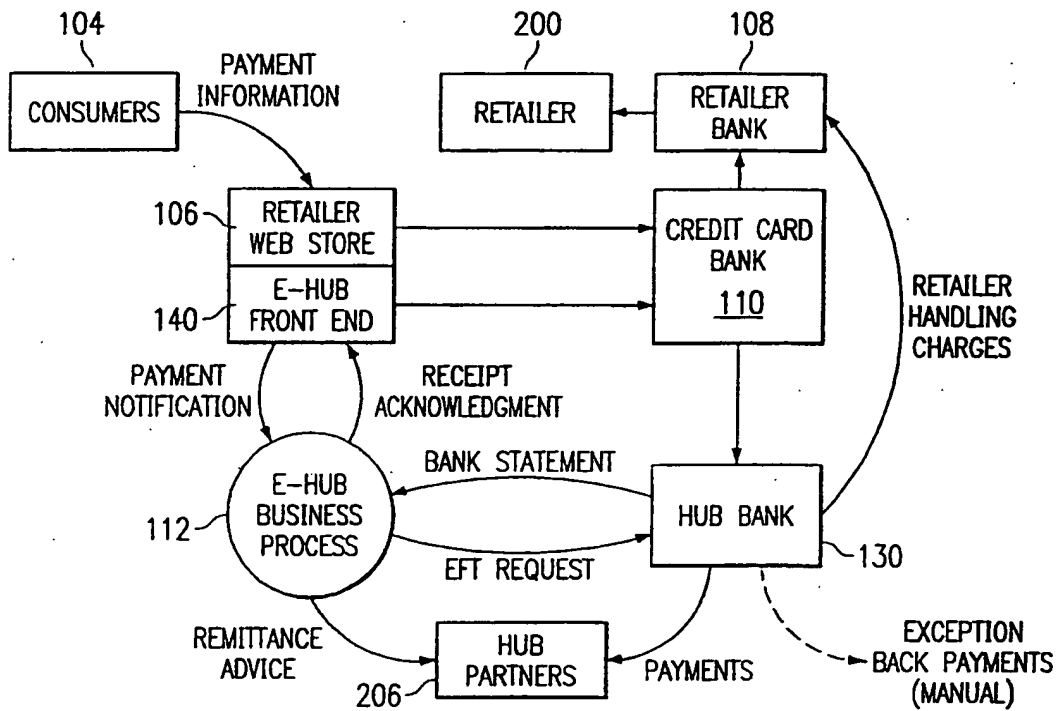 104
200
108
PAYMENT
INFORMATION
CONSUMERS
RETAILER
RETAILER
BANK
106
RETAILER
WEB STORE
CREDIT CARD
BANK
110
140
E-HUB
FRONT END
RETAILER
HANDLING
CHARGES
PAYMENT
NOTIFICATION
RECEIPT
ACKNOWLEDGMENT
BANK STATEMENT
E-HUB
BUSINESS
PROCESS
112
HUB BANK
130
EFT REQUEST
REMITTANCE
ADVICE
HUB
PARTNERS
206
PAYMENTS
EXCEPTION
BACK PAYMENTS
(MANUAL)